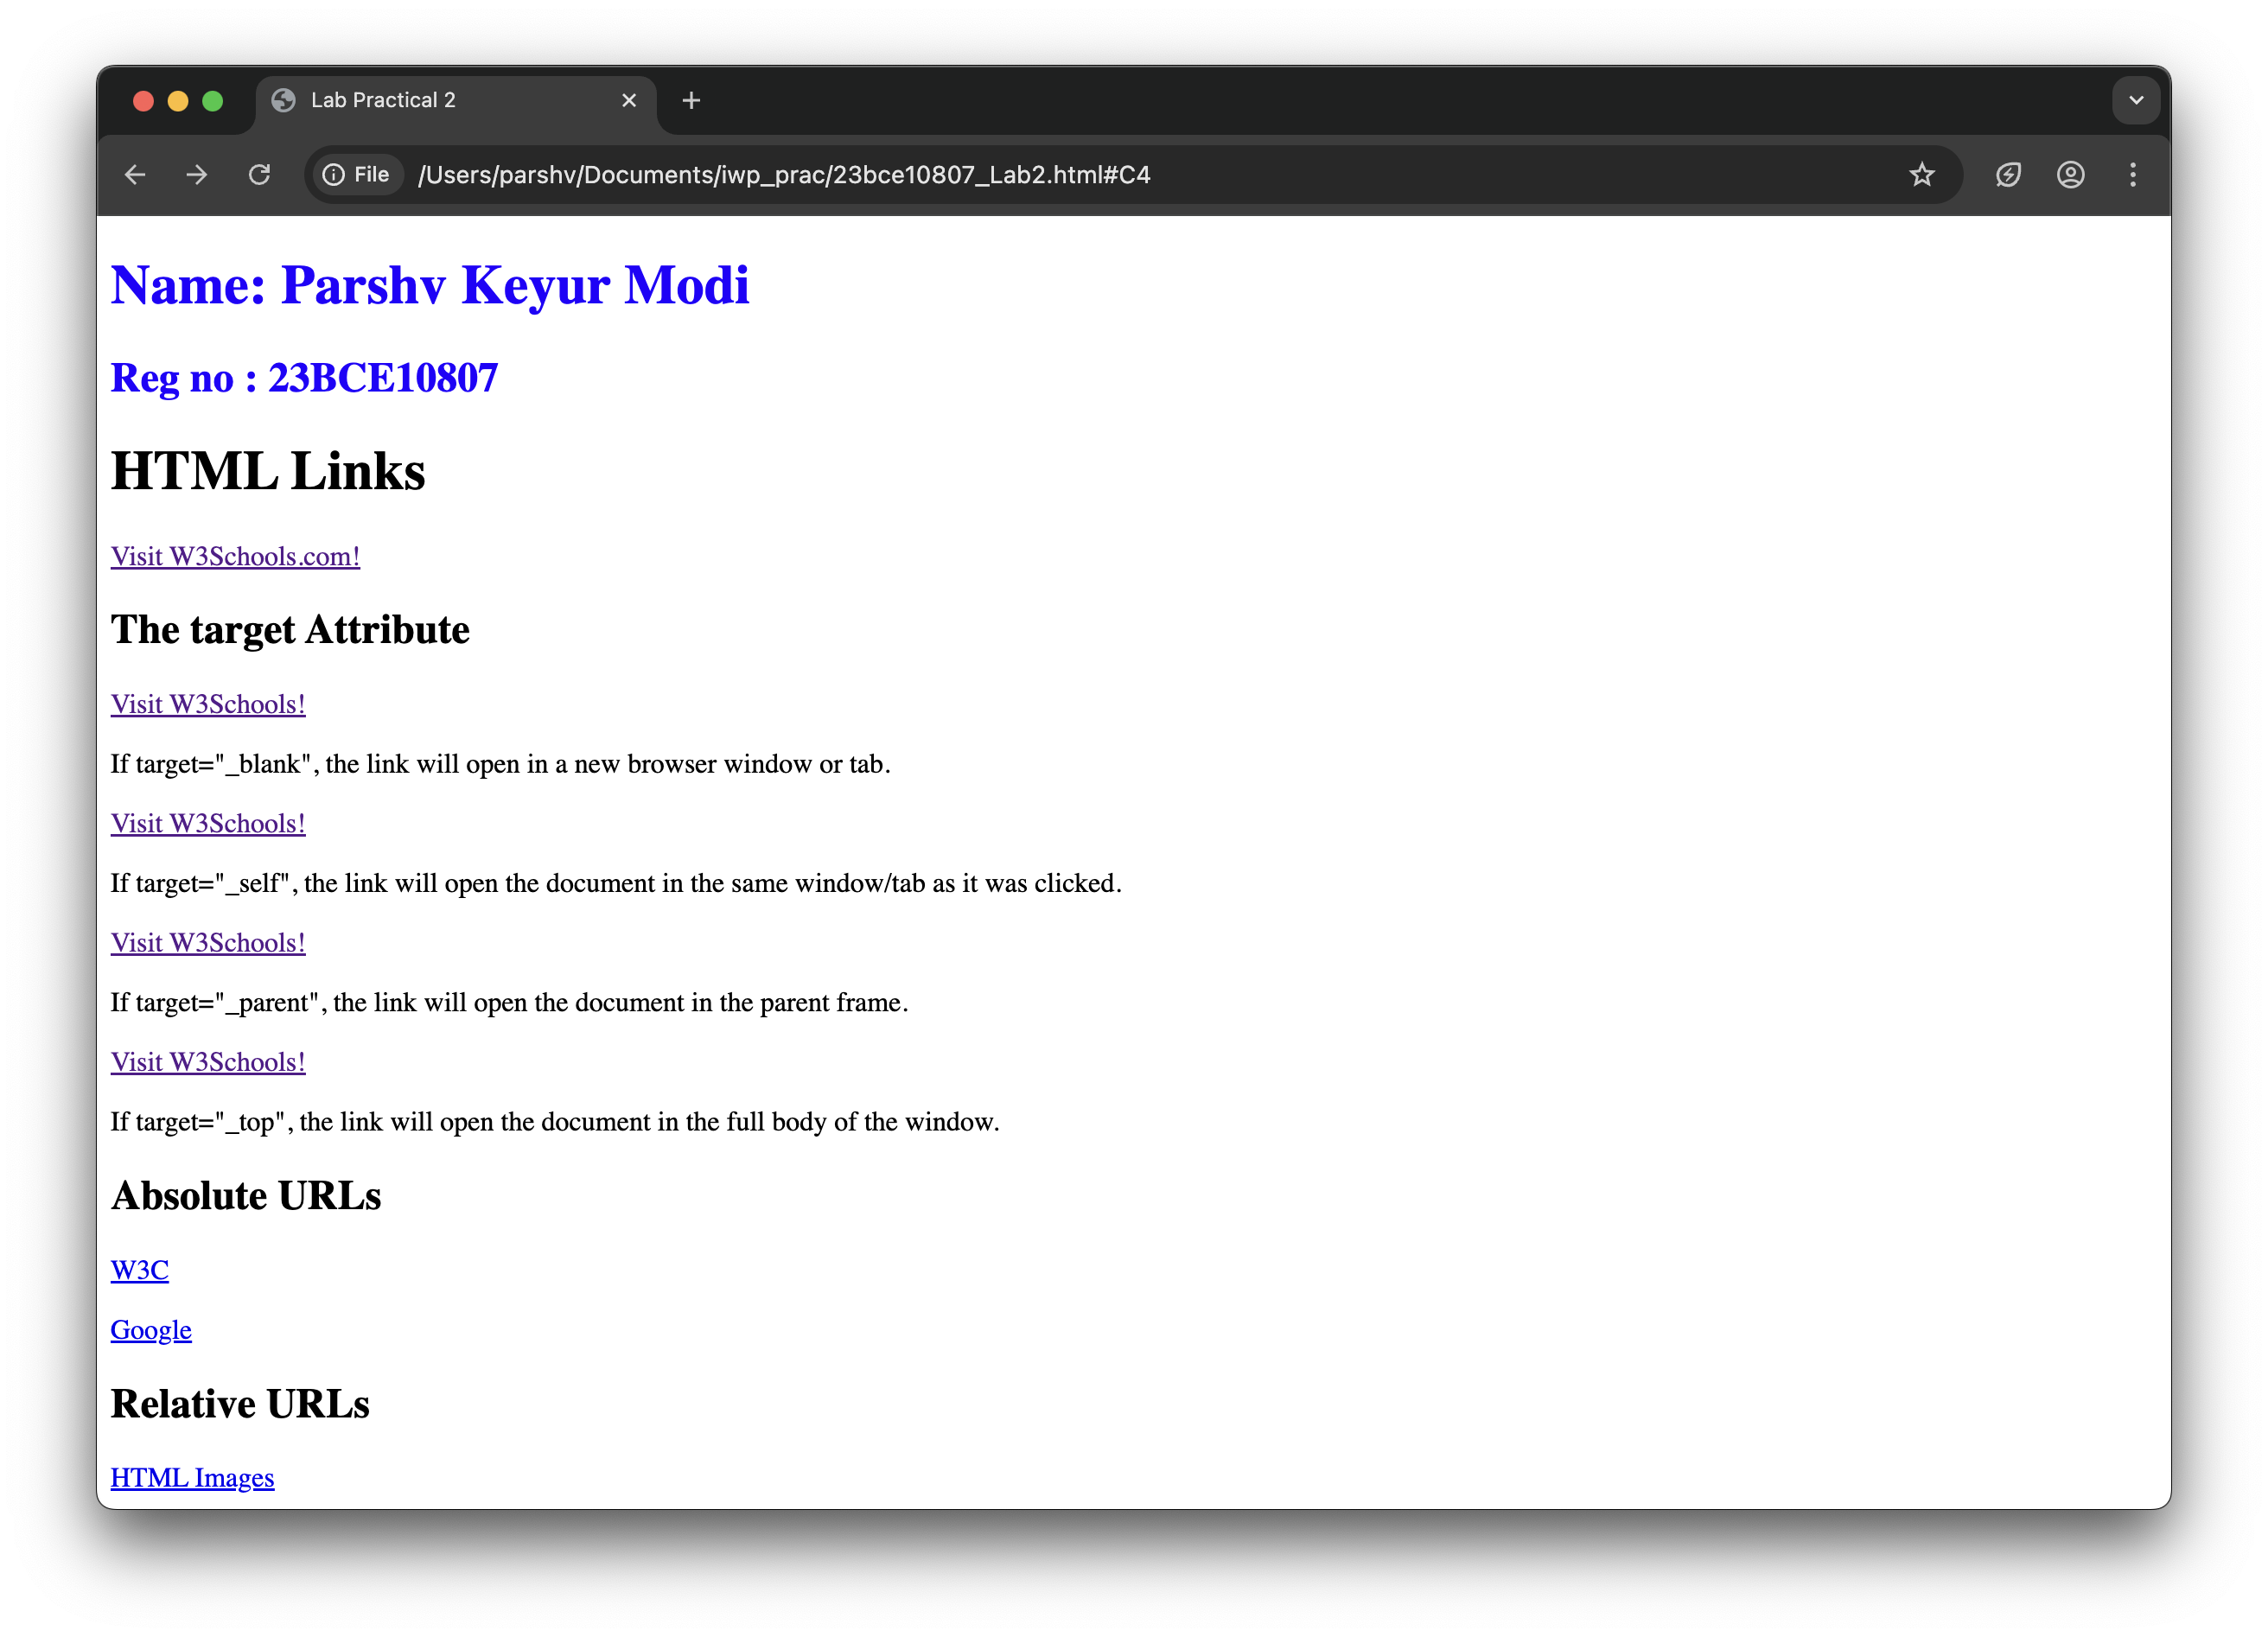 Lab Practical 2
File /Users/parshv/Documents/iwp_prac/23bce10807_Lab2.html#C4
Name: Parshv Keyur Modi
Reg no : 23BCE10807
HTML Links
Visit W3Schools.com!
The target Attribute
Visit W3Schools!
If target="_blank", the link will open in a new browser window or tab.
Visit W3Schools!
If target="_self", the link will open the document in the same window/tab as it was clicked.
Visit W3Schools!
If target="_parent", the link will open the document in the parent frame.
Visit W3Schools!
If target="_top", the link will open the document in the full body of the window.
Absolute URLs
W3C
Google
Relative URLs
HTML Images